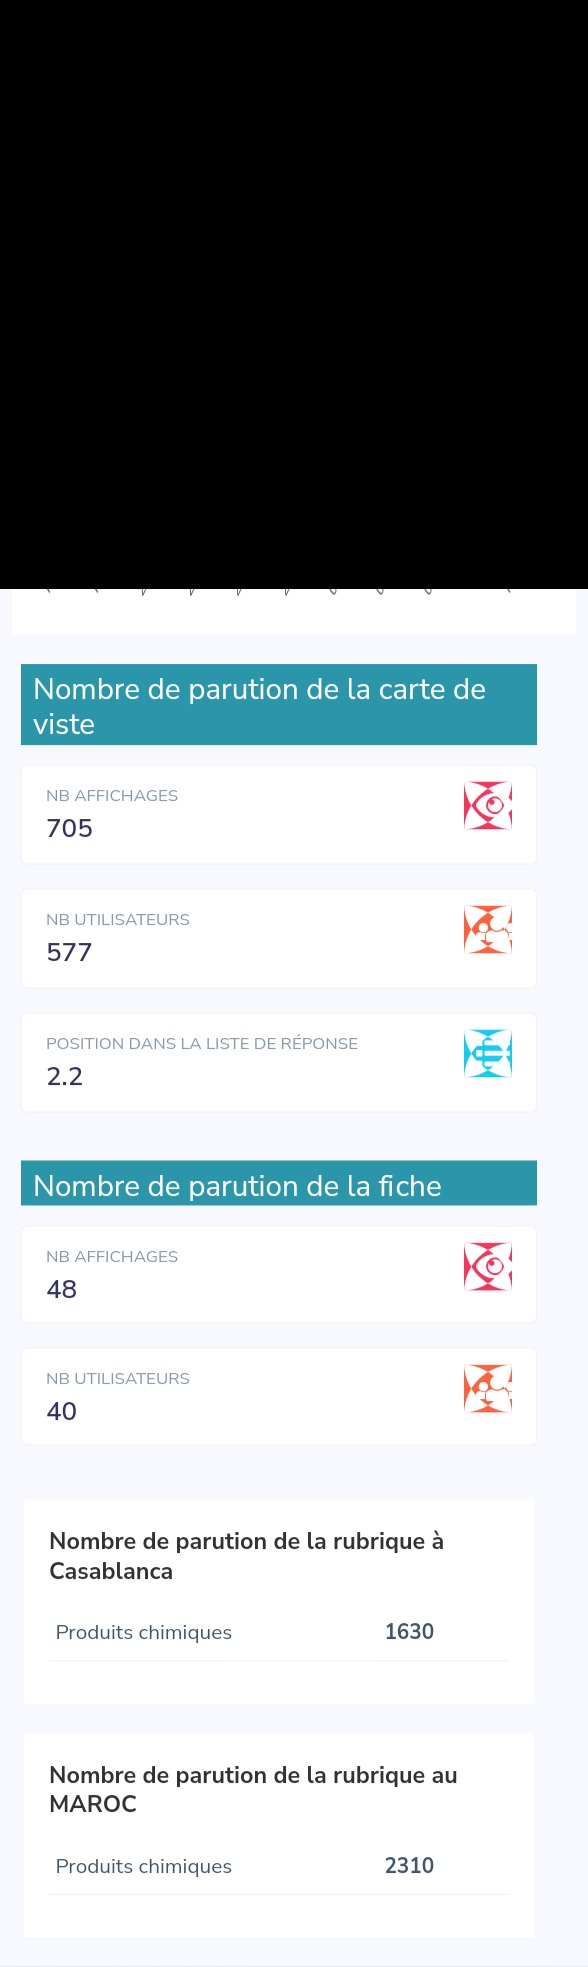 Nombre de parution de la carte de
viste
NB AFFICHAGES
705
NB UTILISATEURS
577
POSITION DANS LA LISTE DE RÉPONSE
2.2
Nombre de parution de la fiche
NB AFFICHAGES
48
NB UTILISATEURS
40
Nombre de parution de la rubrique à
Casablanca
Produits chimiques 1630
Nombre de parution de la rubrique au
MAROC
Produits chimiques 2310